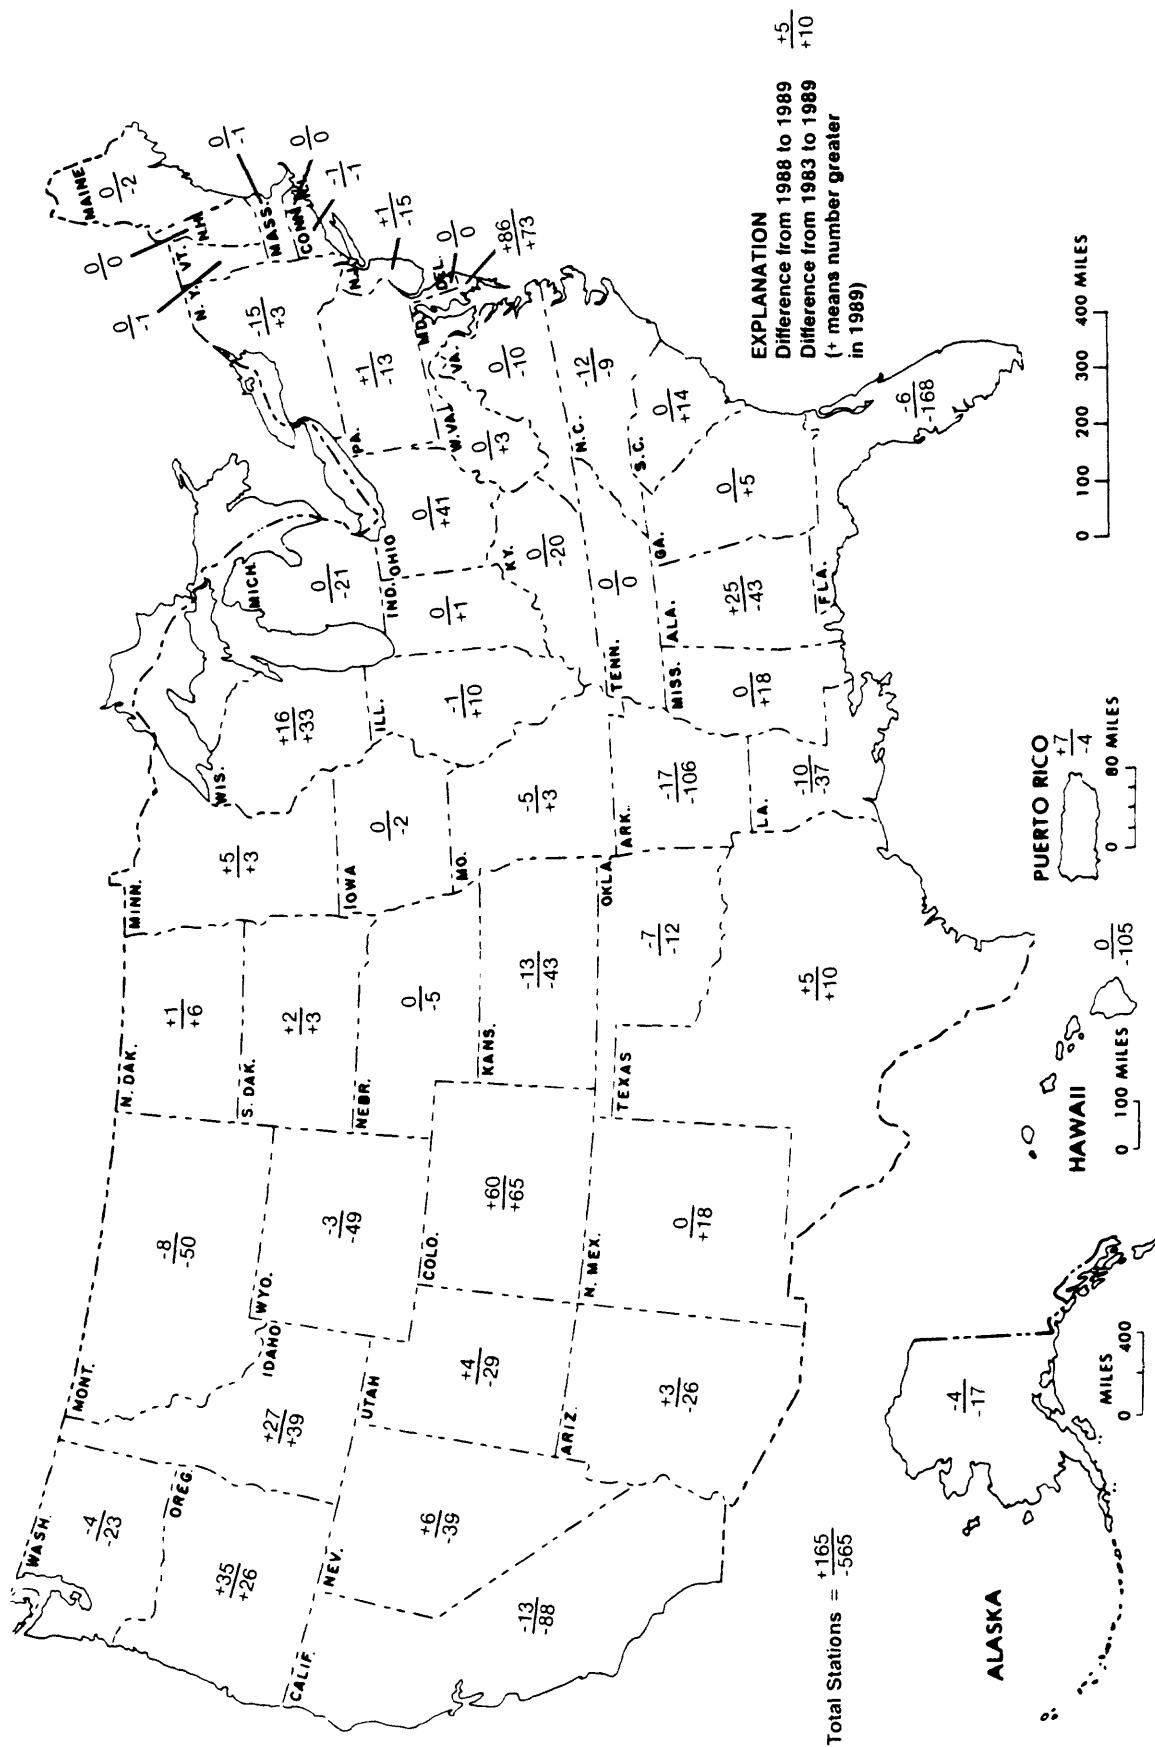 WASH.
-4
-23
OREG.
+35
+26
CALIF.
-13
-88
NEV.
+6
-39
MONT.
-8
-50
IDAHO
+27
+39
WYO.
-3
-49
UTAH
+4
-29
COLO.
+60
+65
ARIZ.
+3
-26
N. MEX.
0
+18
N. DAK.
+1
+6
S. DAK.
+2
+3
NEBR.
0
-5
KANS.
-13
-43
OKLA.
-7
-12
TEXAS
+5
+10
MINN.
+5
+3
IOWA
0
-2
MO.
-5
+3
ARK.
-17
-106
LA.
-10
-37
WIS.
+16
+33
ILL.
-1
+10
MICH.
0
-21
IND.
0
+1
OHIO
0
+41
KY.
0
-20
TENN.
0
0
MISS.
0
+18
ALA.
+25
-43
GA.
0
+5
FLA.
-6
-168
S.C.
0
+14
N.C.
-12
-9
VA.
0
-10
W.VA.
0
+3
PA.
+1
-13
N.Y.
-15
+3
VT.
0
-1
N.H.
0
0
MAINE
0
-2
MASS.
0
-1
R.I.
0
0
CONN.
-1
-1
N.J.
+1
-15
DEL.
0
0
MD.
+86
+73
EXPLANATION
Difference from 1988 to 1989 +5
Difference from 1983 to 1989 +10
(+ means number greater
in 1989)
0 100 200 300 400 MILES
Total Stations = +165
-565
ALASKA
-4
-17
MILES
0 400
HAWAII
0
-105
0 100 MILES
PUERTO RICO
+7
-4
0 80 MILES